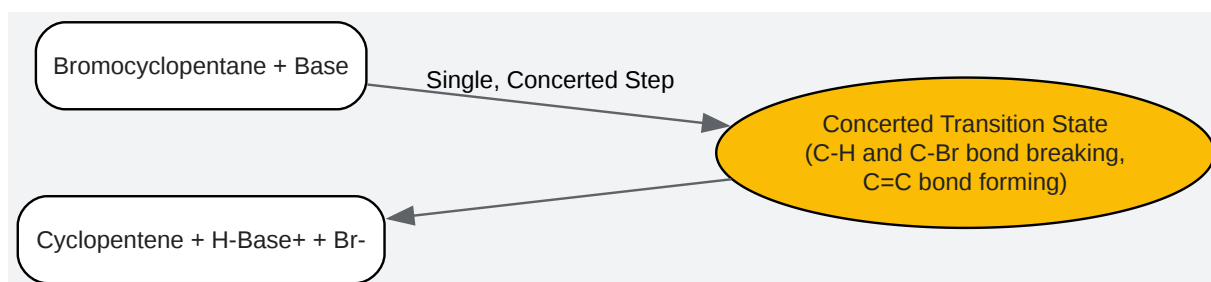 Bromocyclopentane + Base
Single, Concerted Step
Concerted Transition State
(C-H and C-Br bond breaking,
C=C bond forming)
Cyclopentene + H-Base+ + Br-